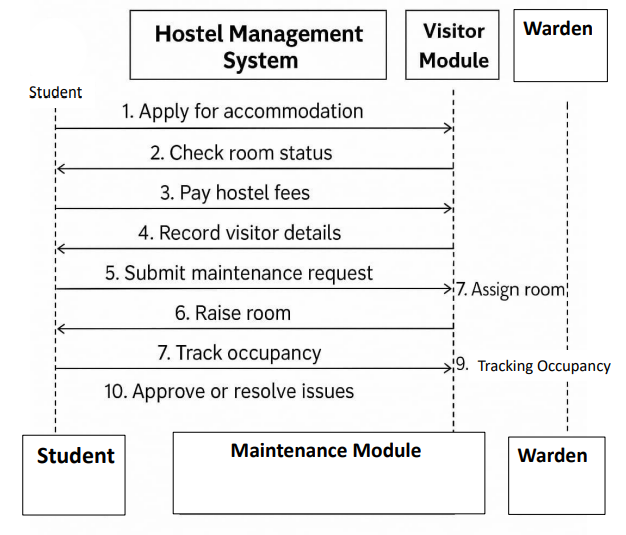 Hostel Management
System
Visitor
Module
Warden
Student
1. Apply for accommodation
2. Check room status
3. Pay hostel fees
4. Record visitor details
5. Submit maintenance request
7. Assign room
6. Raise room
7. Track occupancy
9. Tracking Occupancy
10. Approve or resolve issues
Student
Maintenance Module
Warden